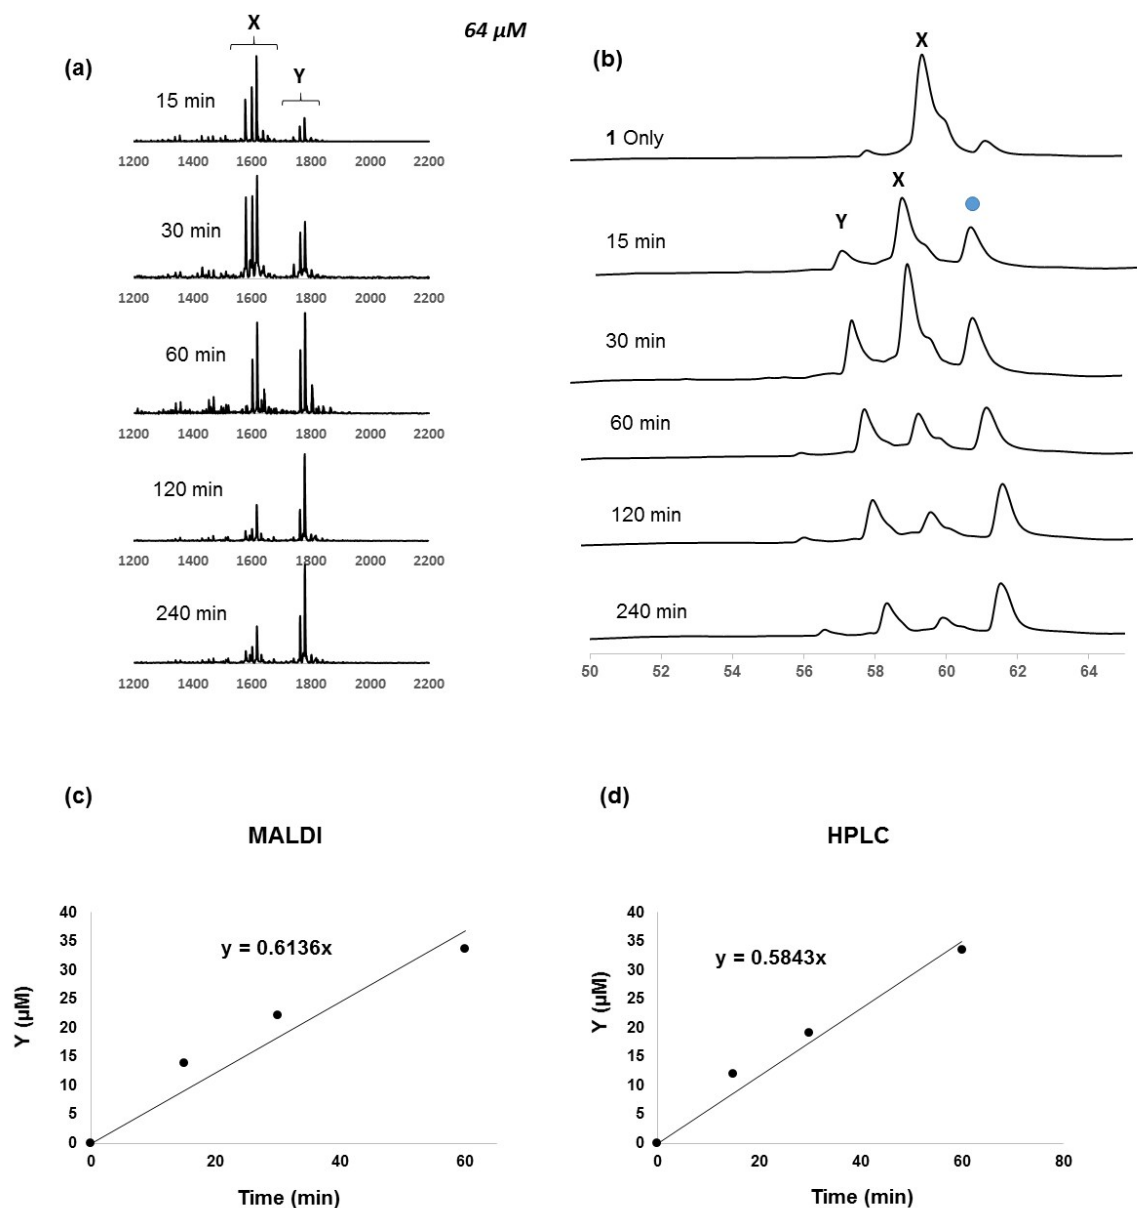 64 µM
(a)
X
Y
15 min
1200 1400 1600 1800 2000 2200
30 min
1200 1400 1600 1800 2000 2200
60 min
1200 1400 1600 1800 2000 2200
120 min
1200 1400 1600 1800 2000 2200
240 min
1200 1400 1600 1800 2000 2200
(b)
X
1 Only
X
Y
15 min
30 min
60 min
120 min
240 min
50 52 54 56 58 60 62 64
(c)
MALDI
y = 0.6136x
Y (µM)
40
35
30
25
20
15
10
5
0
0 20 40 60
Time (min)
(d)
HPLC
y = 0.5843x
Y (µM)
40
35
30
25
20
15
10
5
0
0 20 40 60 80
Time (min)